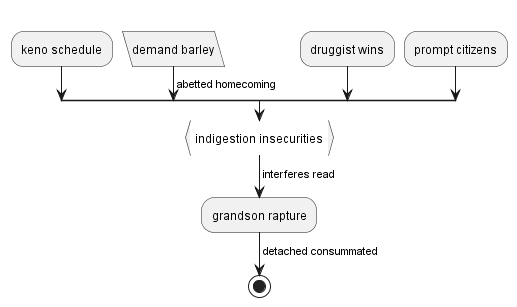 keno schedule
demand barley
druggist wins
prompt citizens
abetted homecoming
indigestion insecurities
interferes read
grandson rapture
detached consummated